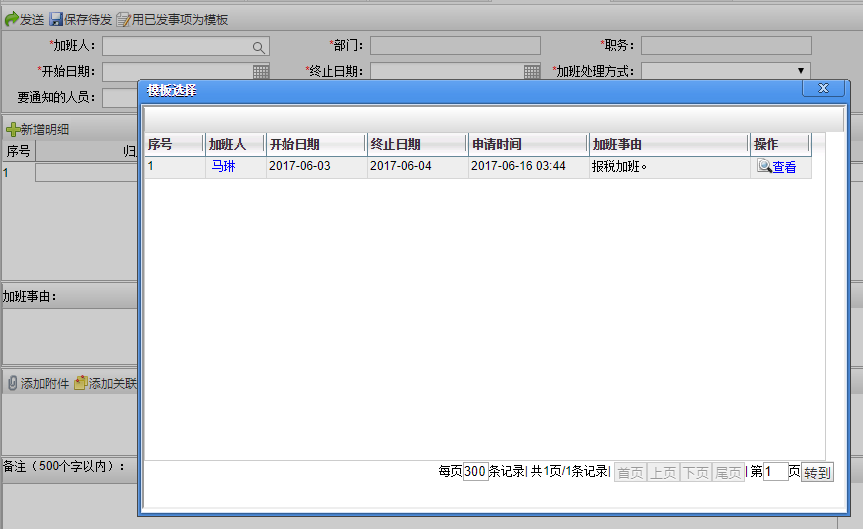 发送 保存待发 用已发事项为模板
*加班人: *部门: *职务:
*开始日期: *终止日期: *加班处理方式:
要通知的人员:
模板选择 X
新增明细
序号 归
1
序号 加班人 开始日期 终止日期 申请时间 加班事由 操作
1 马琳 2017-06-03 2017-06-04 2017-06-16 03:44 报税加班。 查看
加班事由:
添加附件 添加关联
备注(500个字以内):
每页300条记录| 共1页/1条记录| 首页 上页 下页 尾页 | 第1页 转到